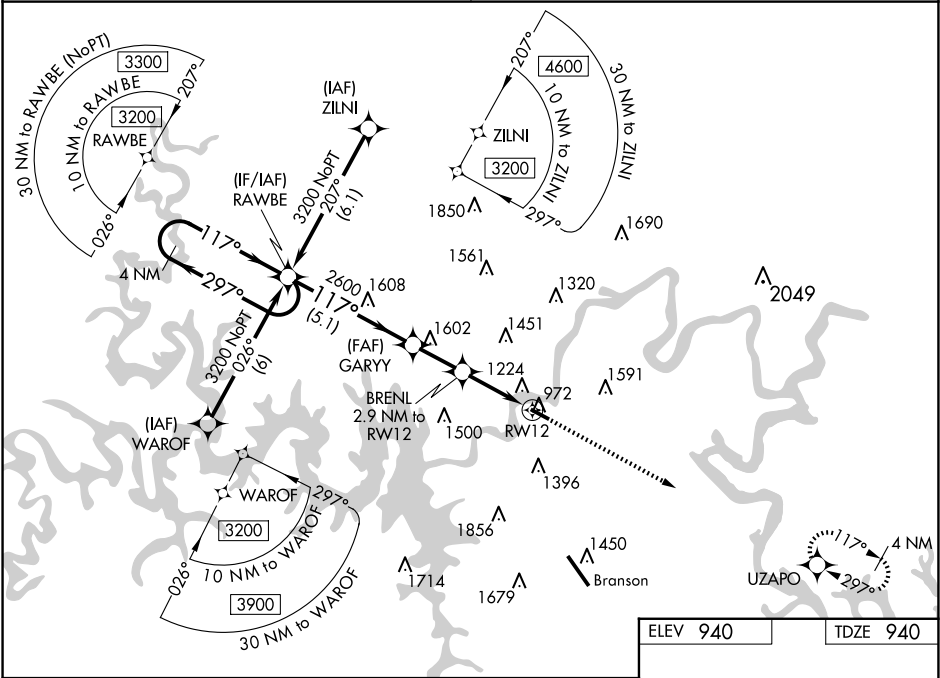 30 NM to RAWBE (NoPT)
3300
207°
10 NM to RAWBE
3200
RAWBE
026°
(IAF)
ZILNI
4600
207°
30 NM to ZILNI
10 NM to ZILNI
ZILNI
3200
297°
(IF/IAF)
RAWBE
3200 NoPT
207°
(6.1)
1850
1690
117°
4 NM
297°
1561
2600
117°
(5.1)
1608
1320
2049
3200 NoPT
026°
(6)
(FAF)
GARYY
1602
1451
1224
BRENL
2.9 NM to
RW12
972
1591
RW12
(IAF)
WAROF
1500
1396
WAROF
297°
3200
10 NM to WAROF
026°
3900
30 NM to WAROF
1856
1714
1679
1450
Branson
UZAPO
117°
4 NM
297°
ELEV 940
TDZE 940